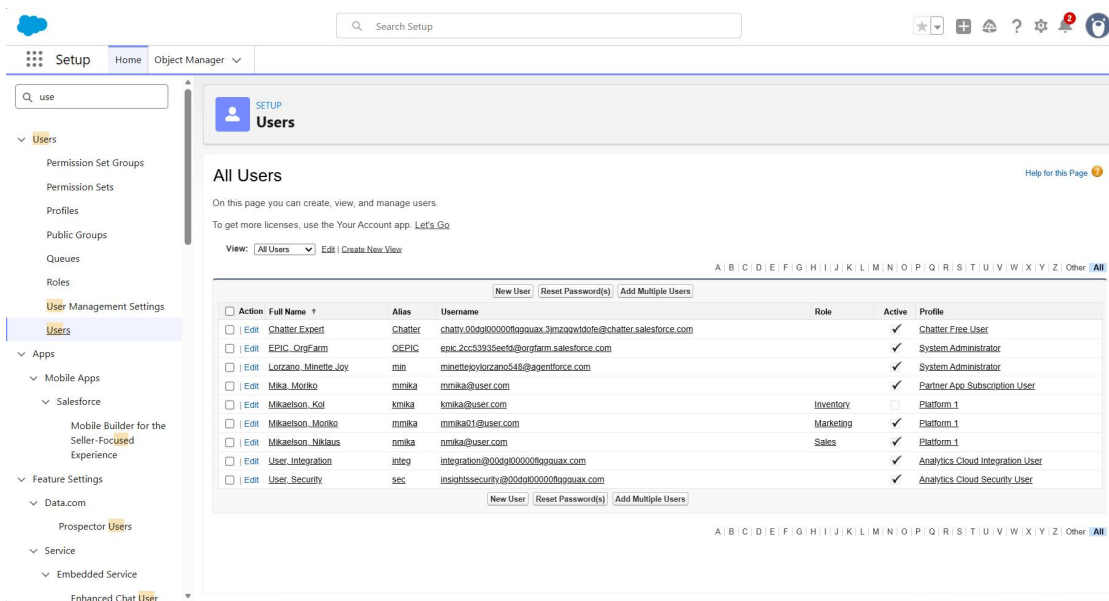 Search Setup
2
Setup Home Object Manager
use
Users
Permission Set Groups
Permission Sets
Profiles
Public Groups
Queues
Roles
User Management Settings
Users
Apps
Mobile Apps
Salesforce
Mobile Builder for the
Seller-Focused
Experience
Feature Settings
Data.com
Prospector Users
Service
Embedded Service
Enhanced Chat User
SETUP
Users
All Users
Help for this Page ?
On this page you can create, view, and manage users.
To get more licenses, use the Your Account app. Let's Go
View: All Users Edit | Create New View
A | B | C | D | E | F | G | H | I | J | K | L | M | N | O | P | Q | R | S | T | U | V | W | X | Y | Z | Other All
New User Reset Password(s) Add Multiple Users
Action Full Name ↑ Alias Username Role Active Profile
| Edit Chatter Expert Chatter chatty.00dgl00000flqgquax.3jmzqqwtdofe@chatter.salesforce.com Chatter Free User
| Edit EPIC, OrgFarm OEPIC epic.2cc53935eefd@orgfarm.salesforce.com System Administrator
| Edit Lorzano, Minette Joy min minettejoylorzano548@agentforce.com System Administrator
| Edit Mika, Moriko mmika mmika@user.com Partner App Subscription User
| Edit Mikaelson, Kol kmika kmika@user.com Inventory Platform 1
| Edit Mikaelson, Moriko mmika mmika01@user.com Marketing Platform 1
| Edit Mikaelson, Niklaus nmika nmika@user.com Sales Platform 1
| Edit User, Integration integ integration@00dgl00000flqgquax.com Analytics Cloud Integration User
| Edit User, Security sec insightssecurity@00dgl00000flqgquax.com Analytics Cloud Security User
New User Reset Password(s) Add Multiple Users
A | B | C | D | E | F | G | H | I | J | K | L | M | N | O | P | Q | R | S | T | U | V | W | X | Y | Z | Other All